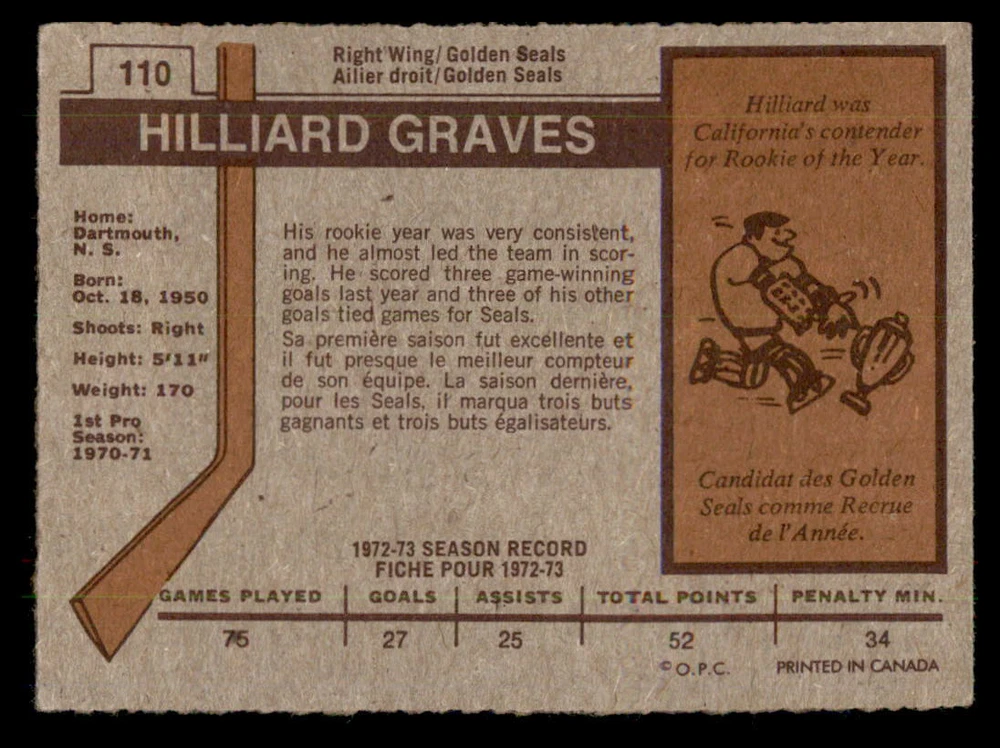 110
Right Wing/Golden Seals
Ailier droit/Golden Seals
HILLIARD GRAVES
Home:
Dartmouth,
N. S.
Born:
Oct. 18, 1950
Shoots: Right
Height: 5'11"
Weight: 170
1st Pro
Season:
1970-71
His rookie year was very consistent,
and he almost led the team in scor-
ing. He scored three game-winning
goals last year and three of his other
goals tied games for Seals.
Sa première saison fut excellente et
il fut presque le meilleur compteur
de son équipe. La saison dernière,
pour les Seals, il marqua trois buts
gagnants et trois buts égalisateurs.
Hilliard was
California's contender
for Rookie of the Year.
Candidat des Golden
Seals comme Recrue
de l'Année.
1972-73 SEASON RECORD
FICHE POUR 1972-73
GAMES PLAYED GOALS ASSISTS TOTAL POINTS PENALTY MIN.
75 27 25 52 34
© O.P.C. PRINTED IN CANADA